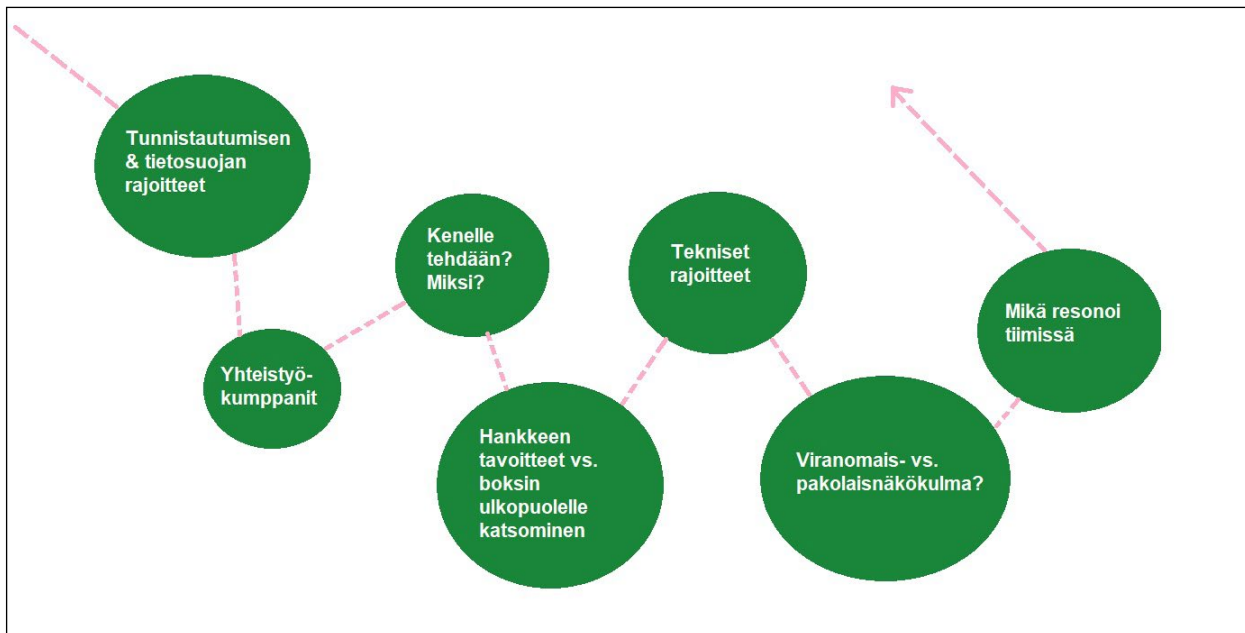 Tunnistautumisen
& tietosuojan
rajoitteet
Yhteistyö-
kumppanit
Kenelle
tehdään?
Miksi?
Hankkeen
tavoitteet vs.
boksin
ulkopuolelle
katsominen
Tekniset
rajoitteet
Viranomais- vs.
pakolaisnäkökulma?
Mikä resonoi
tiimissä